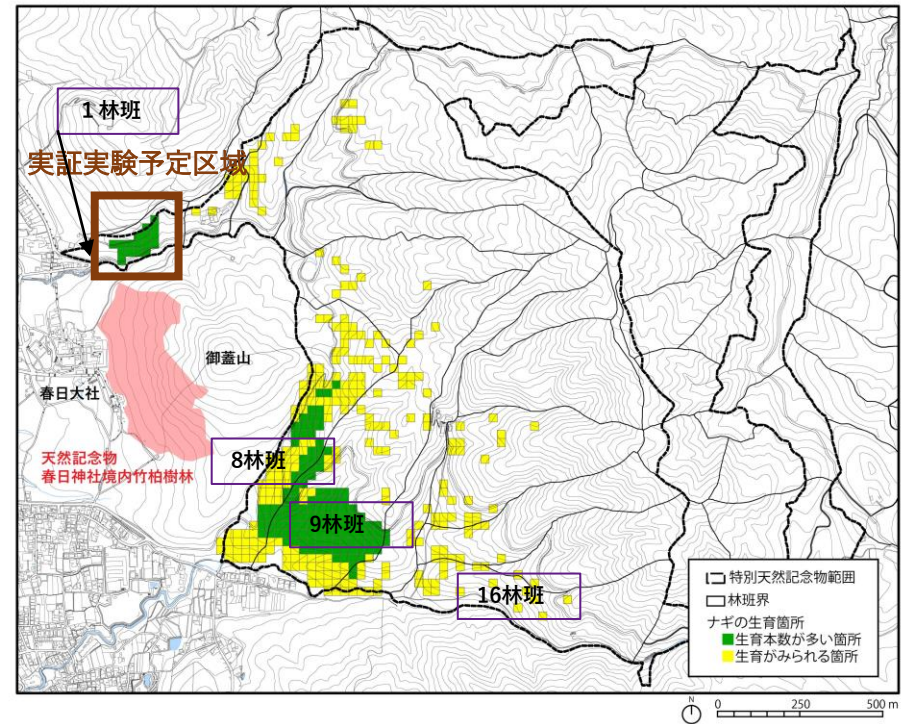 1 林班
実証実験予定区域
御蓋山
春日大社
天然記念物
春日神社境内竹柏樹林
8林班
9林班
16林班
特別天然記念物範囲
林班界
ナギの生育箇所
生育本数が多い箇所
生育がみられる箇所
N
0 250 500 m